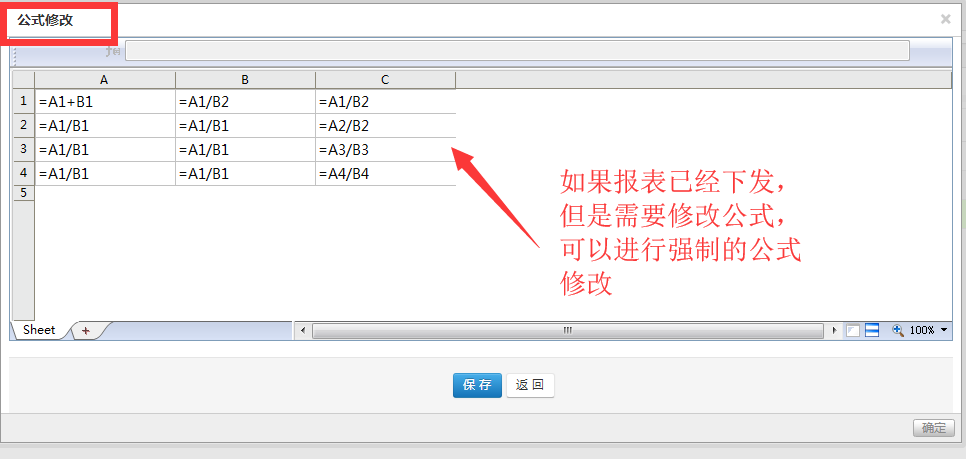 公式修改
×
A B C
1 =A1+B1 =A1/B2 =A1/B2
2 =A1/B1 =A1/B1 =A2/B2
3 =A1/B1 =A1/B1 =A3/B3
4 =A1/B1 =A1/B1 =A4/B4
5
如果报表已经下发，
但是需要修改公式，
可以进行强制的公式
修改
Sheet + 100%
保存 返回
确定